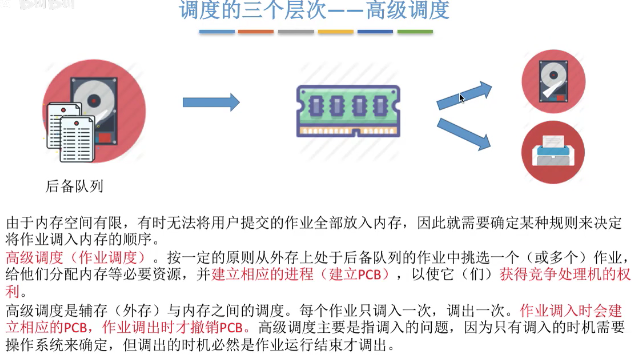 调度的三个层次——高级调度
后备队列
由于内存空间有限，有时无法将用户提交的作业全部放入内存，因此就需要确定某种规则来决定
将作业调入内存的顺序。
高级调度（作业调度）。按一定的原则从外存上处于后备队列的作业中挑选一个（或多个）作业，
给他们分配内存等必要资源，并建立相应的进程（建立PCB），以使它（们）获得竞争处理机的权
利。
高级调度是辅存（外存）与内存之间的调度。每个作业只调入一次，调出一次。作业调入时会建
立相应的PCB，作业调出时才撤销PCB。高级调度主要是指调入的问题，因为只有调入的时机需要
操作系统来确定，但调出的时机必然是作业运行结束才调出。